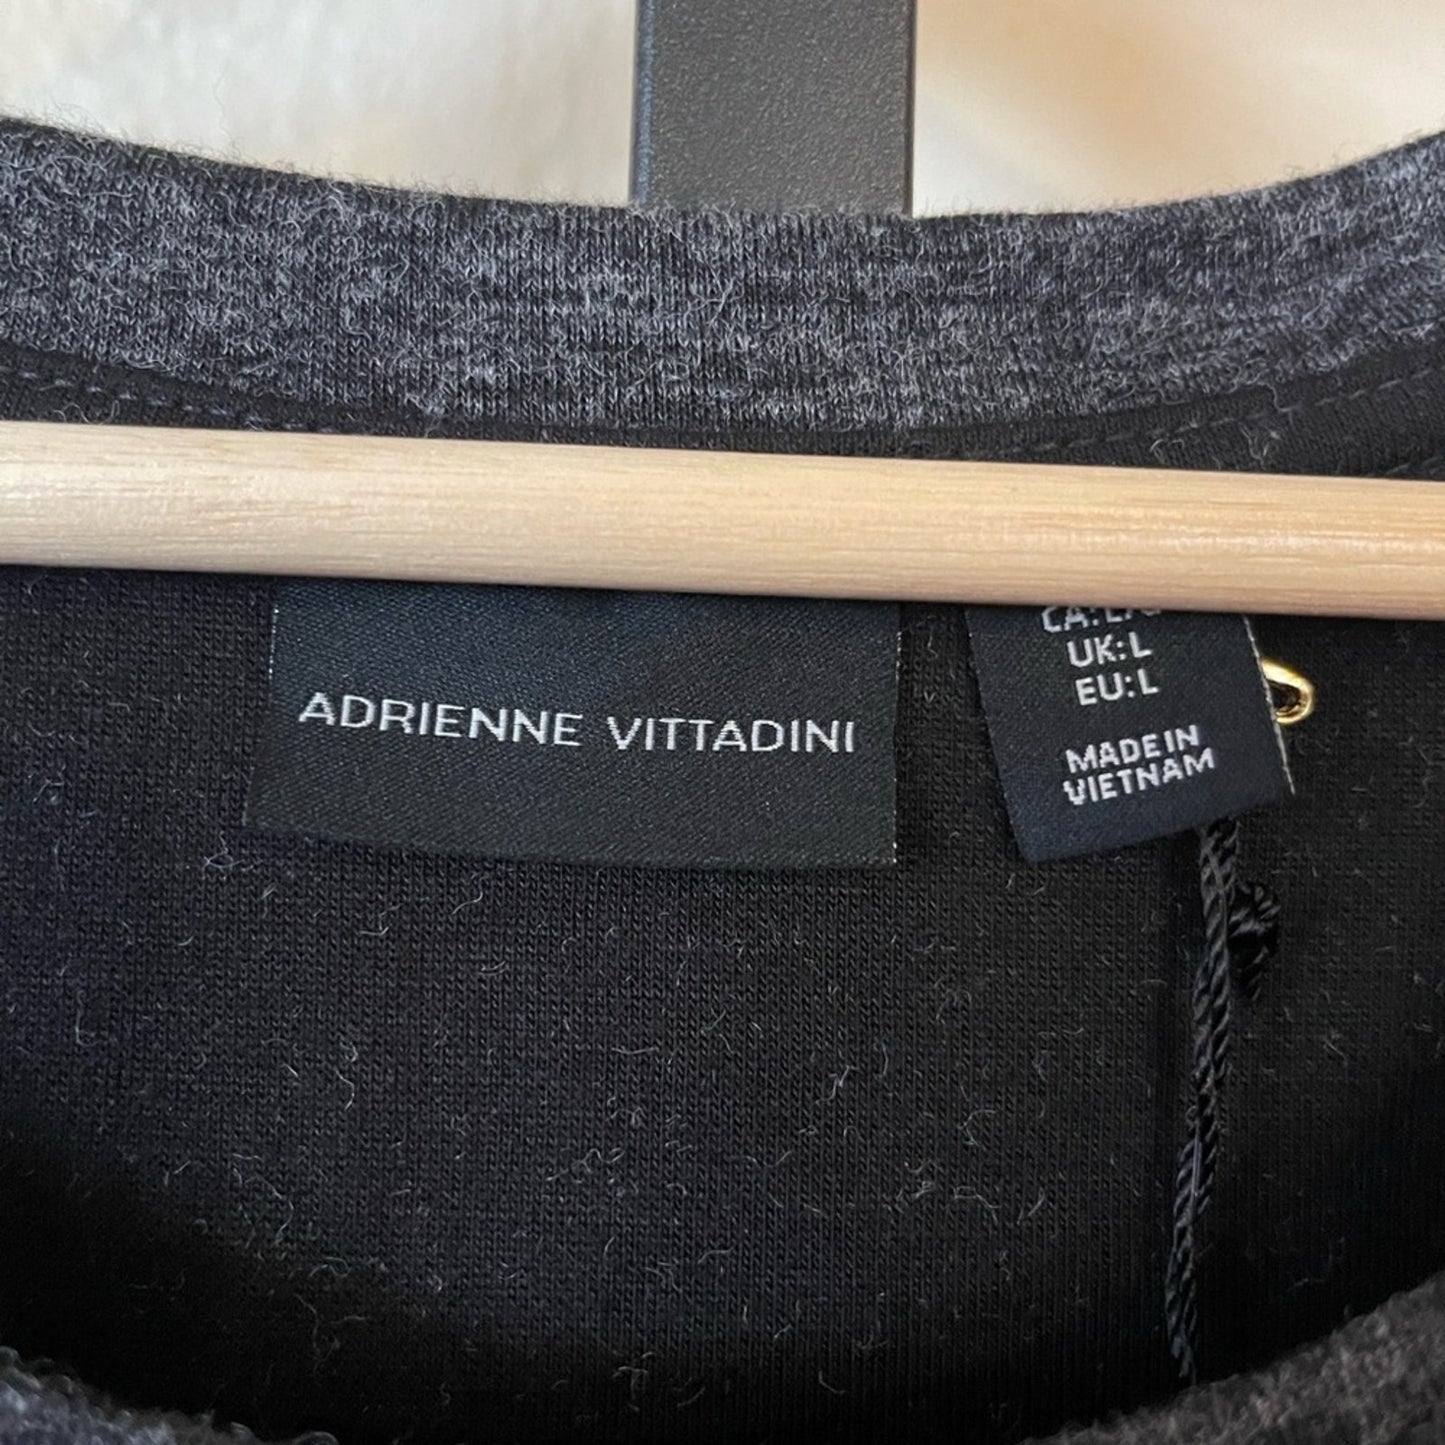 ADRIENNE VITTADINI
UK: L
EU: L
MADE IN
VIETNAM